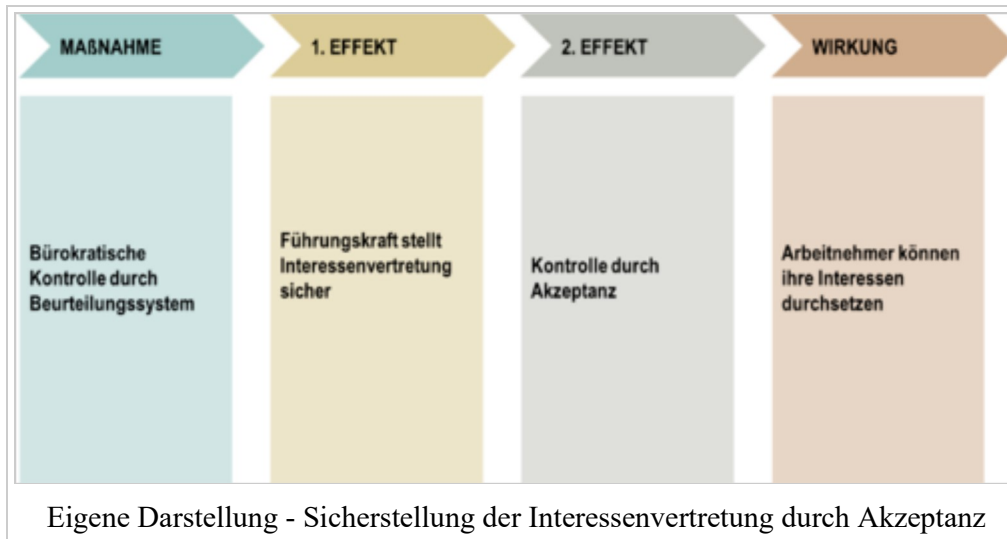 MAßNAHME
1. EFFEKT
2. EFFEKT
WIRKUNG
Bürokratische
Kontrolle durch
Beurteilungssystem
Führungskraft stellt
Interessenvertretung
sicher
Kontrolle durch
Akzeptanz
Arbeitnehmer können
ihre Interessen
durchsetzen
Eigene Darstellung - Sicherstellung der Interessenvertretung durch Akzeptanz